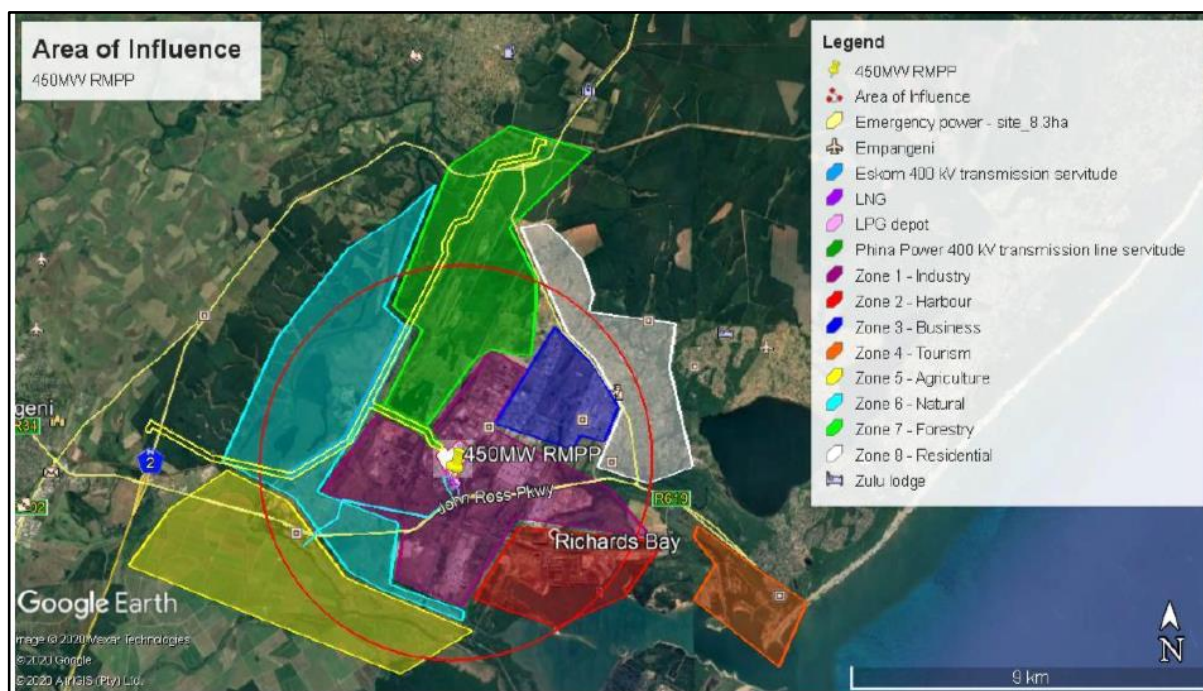 Area of Influence
450MW RMPP
Legend
450MW RMPP
Area of Influence
Emergency power - site_8.3ha
Empangeni
Eskom 400 kV transmission servitude
LNG
LPG depot
Phina Power 400 kV transmission line servitude
Zone 1 - Industry
Zone 2 - Harbour
Zone 3 - Business
Zone 4 - Tourism
Zone 5 - Agriculture
Zone 6 - Natural
Zone 7 - Forestry
Zone 8 - Residential
Zulu lodge
geni
R34
2
450MW RMPP
John Ross Pkwy
R619
Richards Bay
Google Earth
Image © 2020 Maxar Technologies
© 2020 Google
© 2020 AfriGIS (Pty) Ltd.
N
9 km